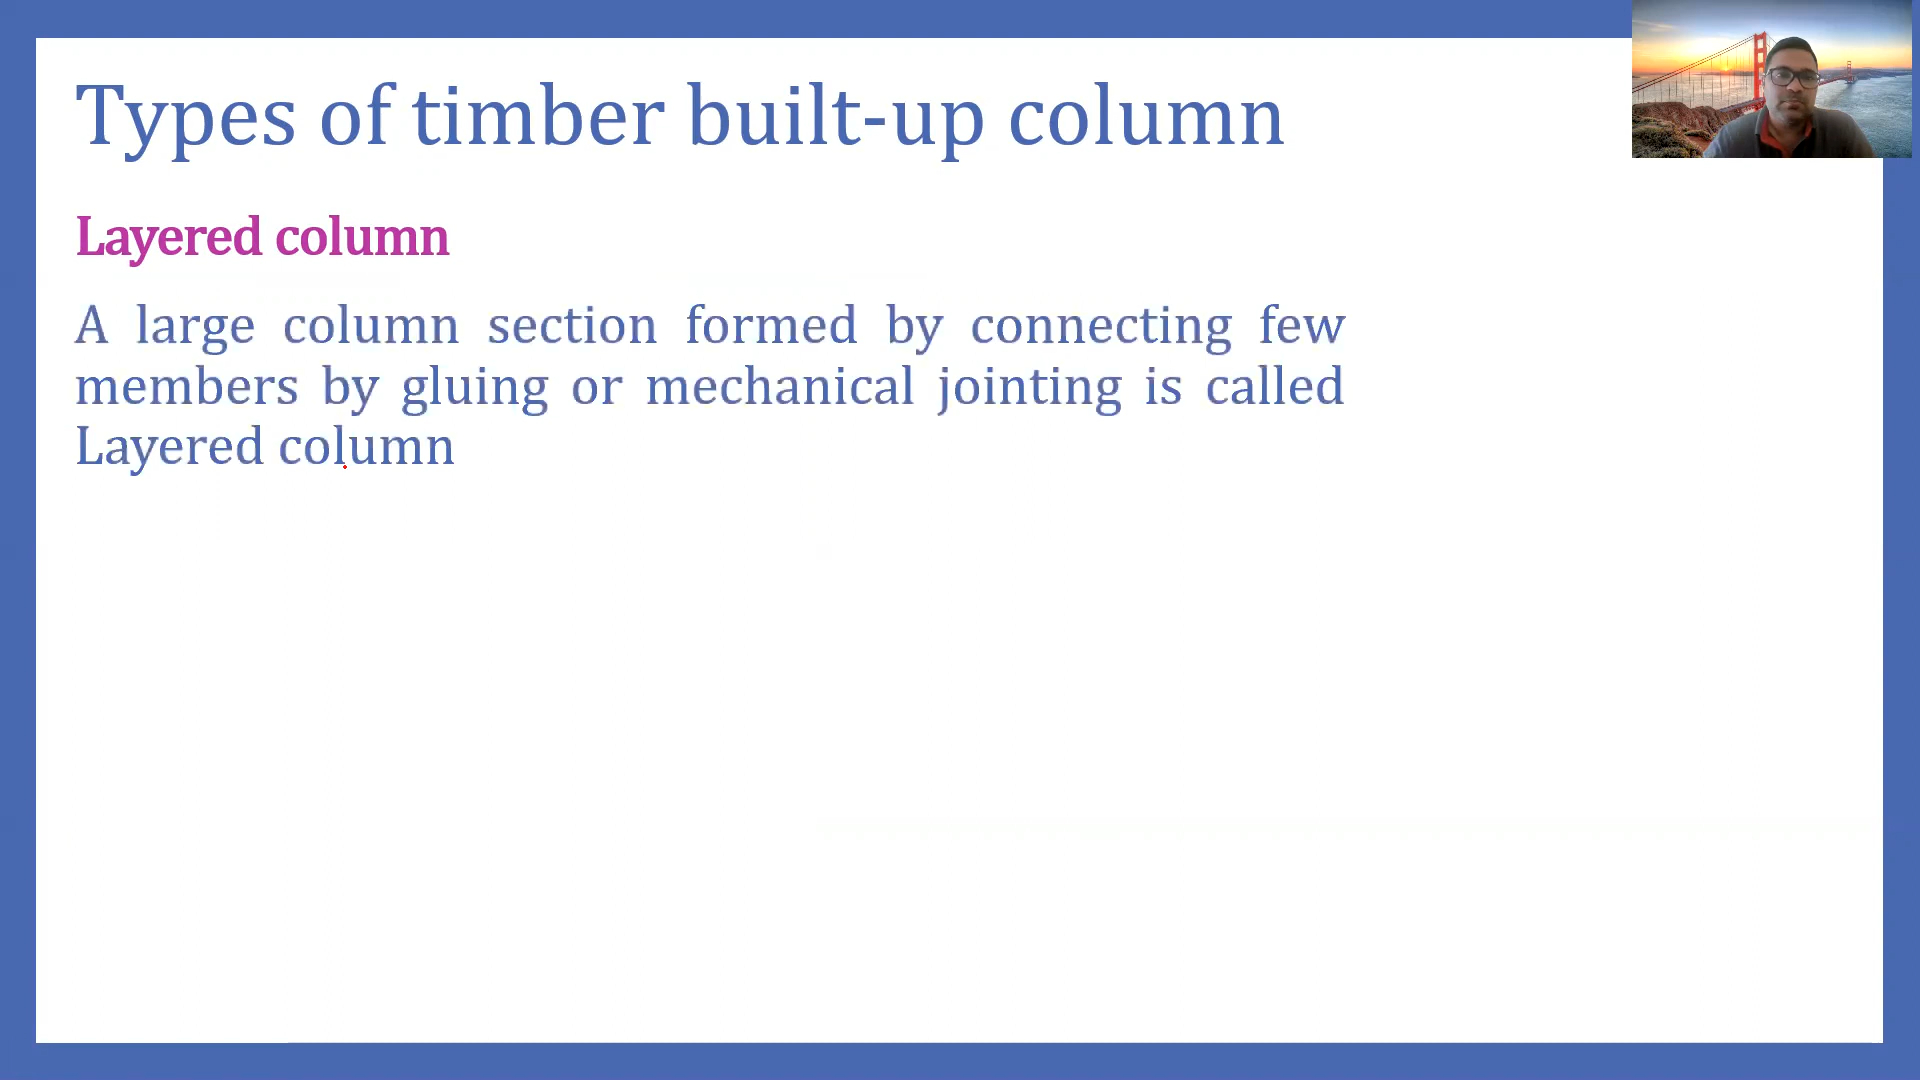 Types of timber built-up column
Layered column
A large column section formed by connecting few
members by gluing or mechanical jointing is called
Layered column